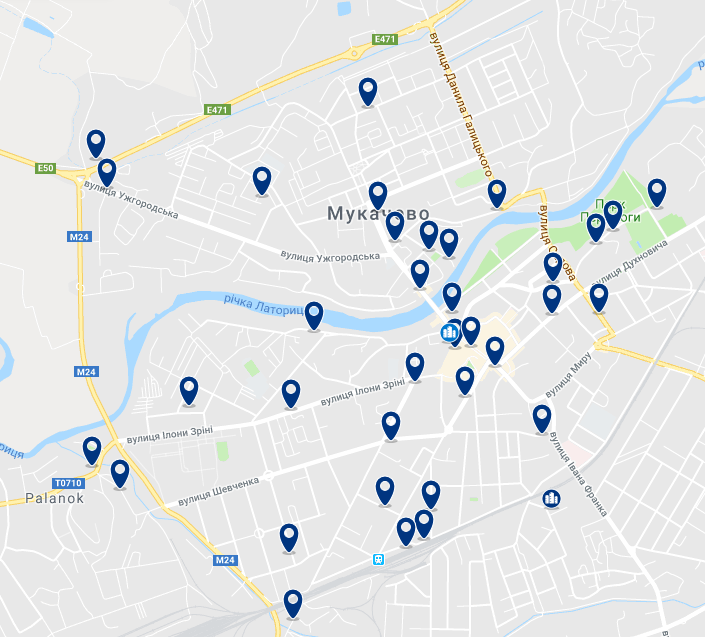 E471
вулиця Данила Галицького
E471
E50
вулиця Ужгородська
Мукачево
M24
вулиця Ужгородська
вулиця Духновича
річка Латориця
M24
вулиця Миру
вулиця Ілони Зріні
вулиця Ілони Зріні
вулиця Івана Франка
T0710
вулиця Шевченка
Palanok
M24